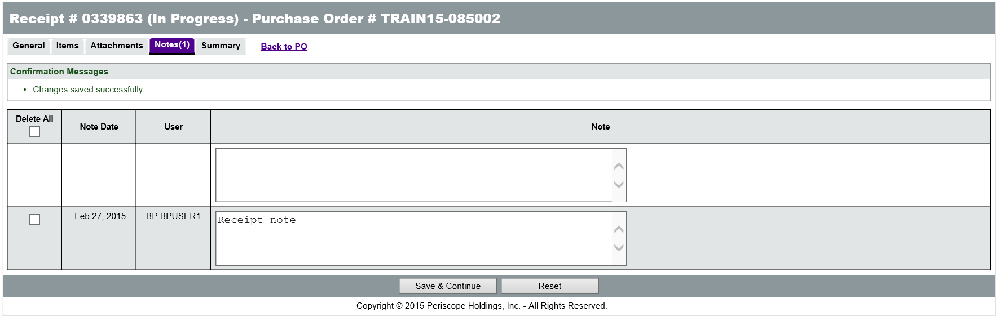 Receipt # 0339863 (In Progress) - Purchase Order # TRAIN15-085002
General Items Attachments Notes(1) Summary Back to PO
Confirmation Messages
• Changes saved successfully.
Delete All Note Date User Note
Feb 27, 2015 BP BPUSER1 Receipt note
Save & Continue Reset
Copyright © 2015 Periscope Holdings, Inc. - All Rights Reserved.